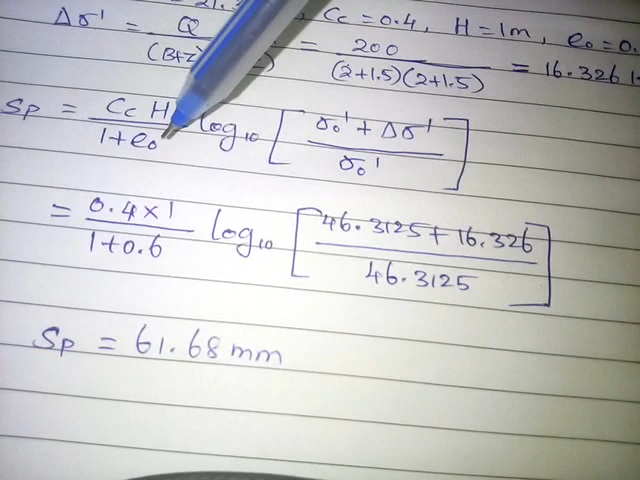 , Cc = 0.4, H = 1m, e₀ = 0.
Δσ' = Q / (B+z) = 200 / (2+1.5)(2+1.5) = 16.326
Sp = Cc H / 1+e₀ log₁₀ [ σ₀' + Δσ' / σ₀' ]
= 0.4×1 / 1+0.6 log₁₀ [ 46.3125 + 16.326 / 46.3125 ]
Sp = 61.68 mm